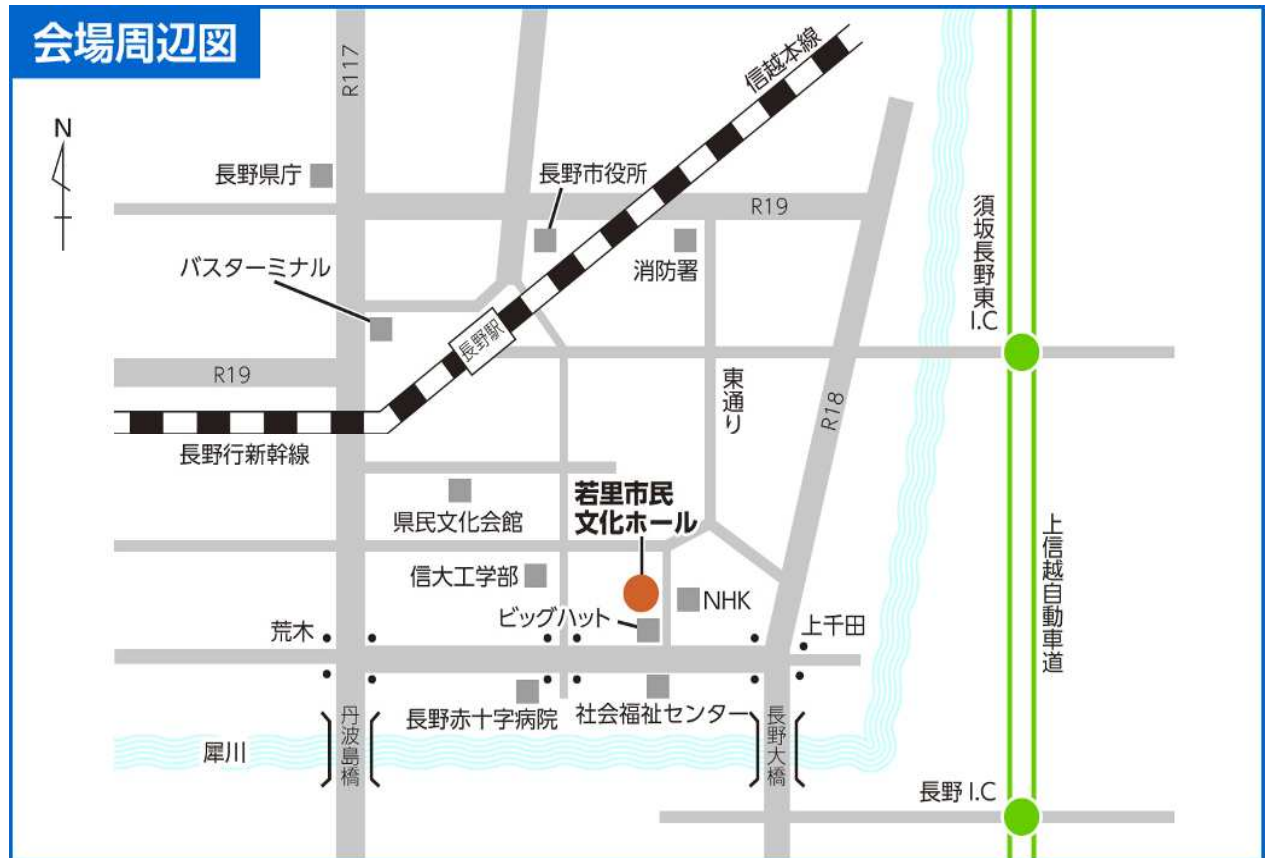 会場周辺図
R117
信越本線
N
長野県庁
長野市役所
R19
須坂長野東
I.C
バスターミナル
消防署
長野駅
R19
東通り
R18
長野行新幹線
若里市民
文化ホール
県民文化会館
上信越自動車道
信大工学部
NHK
ビッグハット
荒木
上千田
長野赤十字病院
社会福祉センター
丹波島橋
長野大橋
犀川
長野 I.C